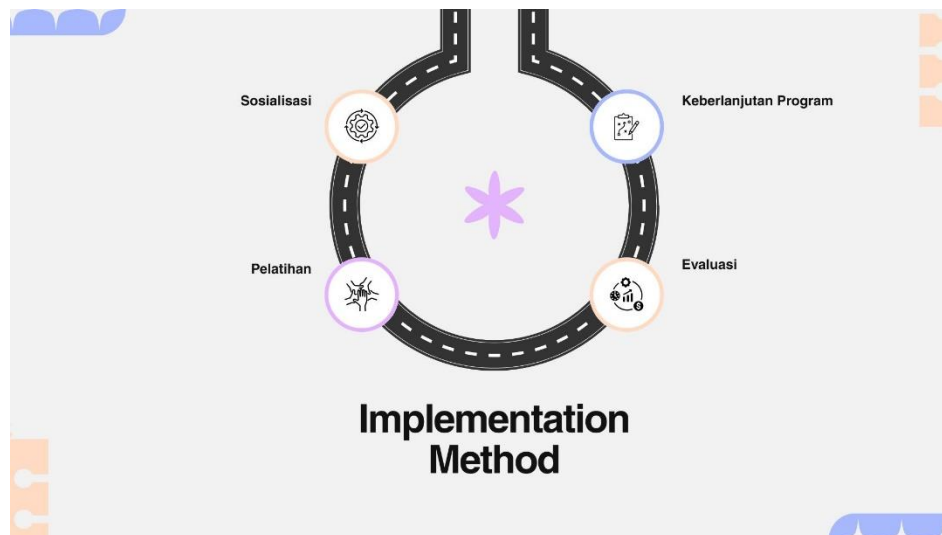 Sosialisasi
Keberlanjutan Program
Pelatihan
Evaluasi
Implementation
Method